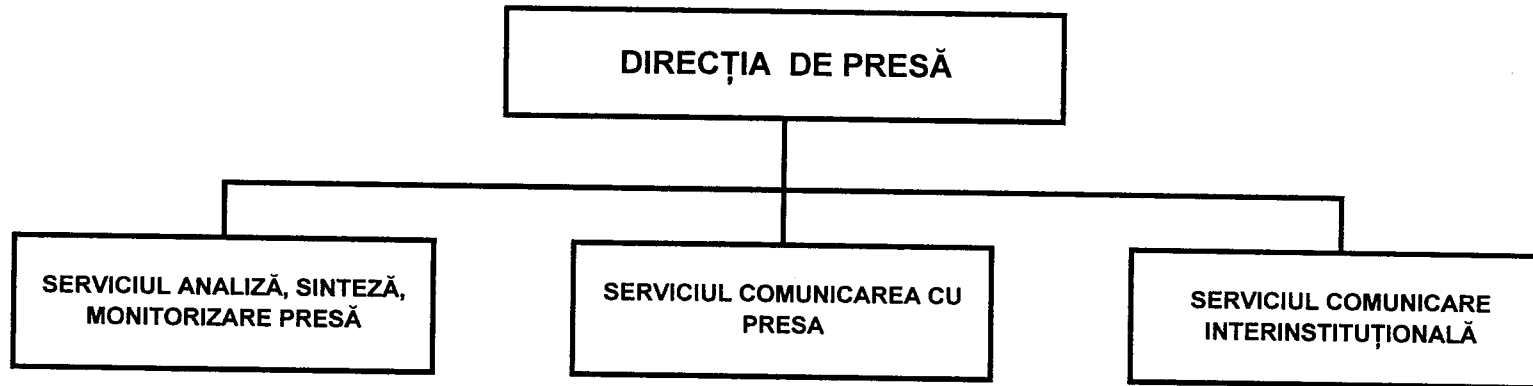 DIRECȚIA DE PRESĂ
SERVICIUL ANALIZĂ, SINTEZĂ,
MONITORIZARE PRESĂ
SERVICIUL COMUNICAREA CU
PRESA
SERVICIUL COMUNICARE
INTERINSTITUȚIONALĂ